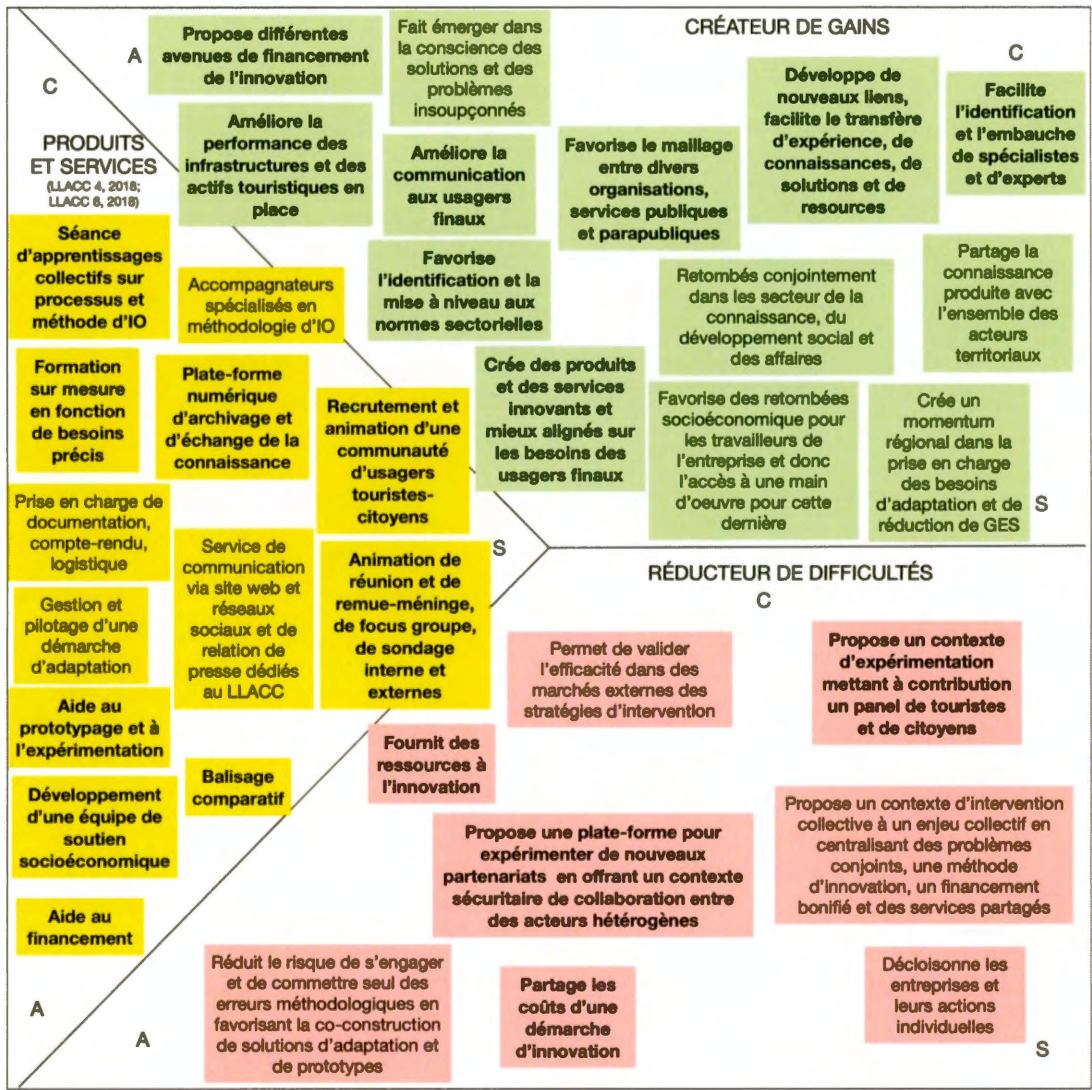 CRÉATEUR DE GAINS
A
Propose différentes
avenues de financement
de l'innovation
Fait émerger dans
la conscience des
solutions et des
problèmes
insoupçonnés
Améliore la
performance des
infrastructures et des
actifs touristiques en
place
Améliore la
communication
aux usagers
finaux
Favorise le maillage
entre divers
organisations,
services publiques
et parapubliques
Développe de
nouveaux liens,
facilite le transfère
d'expérience, de
connaissances, de
solutions et de
resources
C
Facilite
l'identification
et l'embauche
de spécialistes
et d'experts
Favorise
l'identification et la
mise à niveau aux
normes sectorielles
Retombés conjointement
dans les secteur de la
connaissance, du
développement social et
des affaires
Partage la
connaissance
produite avec
l'ensemble des
acteurs
territoriaux
Crée des produits
et des services
innovants et
mieux alignés sur
les besoins des
usagers finaux
Favorise des retombées
socioéconomique pour
les travailleurs de
l'entreprise et donc
l'accès à une main
d'oeuvre pour cette
dernière
Crée un
momentum
régional dans la
prise en charge
des besoins
d'adaptation et de
réduction de GES
S
C
PRODUITS
ET SERVICES
(LLACC 4, 2018;
LLACC 6, 2018)
Séance
d'apprentissages
collectifs sur
processus et
méthode d'IO
Accompagnateurs
spécialisés en
méthodologie d'IO
Formation
sur mesure
en fonction
de besoins
précis
Plate-forme
numérique
d'archivage et
d'échange de la
connaissance
Recrutement et
animation d'une
communauté
d'usagers
touristes-
citoyens
Prise en charge de
documentation,
compte-rendu,
logistique
Service de
communication
via site web et
réseaux
sociaux et de
relation de
presse dédiés
au LLACC
S
Animation de
réunion et de
remue-méninge,
de focus groupe,
de sondage
interne et
externes
Gestion et
pilotage d'une
démarche
d'adaptation
Aide au
prototypage et à
l'expérimentation
Balisage
comparatif
Développement
d'une équipe de
soutien
socioéconomique
Aide au
financement
A
RÉDUCTEUR DE DIFFICULTÉS
C
Permet de valider
l'efficacité dans des
marchés externes des
stratégies d'intervention
Propose un contexte
d'expérimentation
mettant à contribution
un panel de touristes
et de citoyens
Fournit des
ressources à
l'innovation
Propose une plate-forme pour
expérimenter de nouveaux
partenariats en offrant un contexte
sécuritaire de collaboration entre
des acteurs hétérogènes
Propose un contexte d'intervention
collective à un enjeu collectif en
centralisant des problèmes
conjoints, une méthode
d'innovation, un financement
bonifié et des services partagés
A
Réduit le risque de s'engager
et de commettre seul des
erreurs méthodologiques en
favorisant la co-construction
de solutions d'adaptation et
de prototypes
Partage les
coûts d'une
démarche
d'innovation
Décloisonne les
entreprises et
leurs actions
individuelles
S